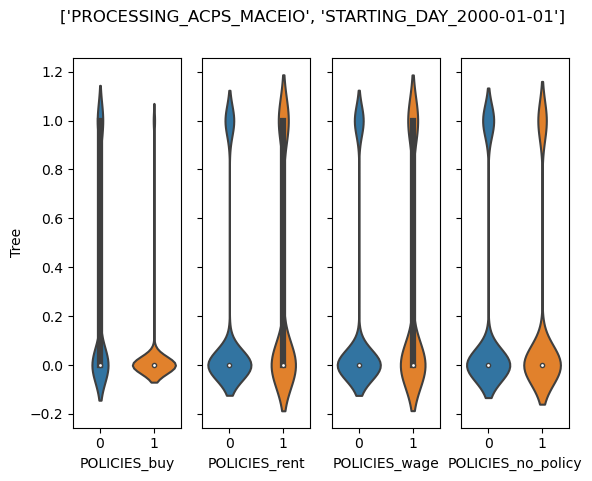 ['PROCESSING_ACPS_MACEIO', 'STARTING_DAY_2000-01-01']
Tree
1.2
1.0
0.8
0.6
0.4
0.2
0.0
−0.2
0 1 0 1 0 1 0 1
POLICIES_buy POLICIES_rent POLICIES_wage POLICIES_no_policy